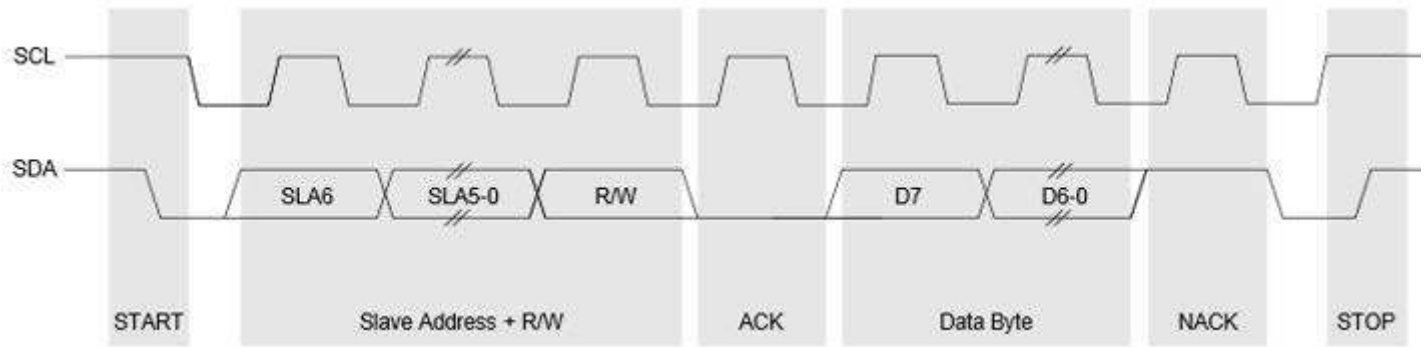 SCL
SDA
SLA6 SLA5-0 R/W D7 D6-0
START Slave Address + R/W ACK Data Byte NACK STOP